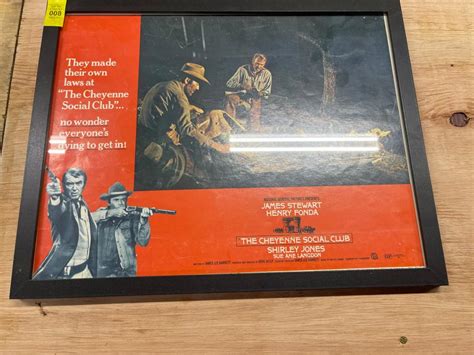 008
They made
their own
laws at
"The Cheyenne
Social Club"...
no wonder
everyone's
dying to get in!
JAMES STEWART
HENRY FONDA
THE CHEYENNE SOCIAL CLUB
SHIRLEY JONES
SUE ANE LANGDON